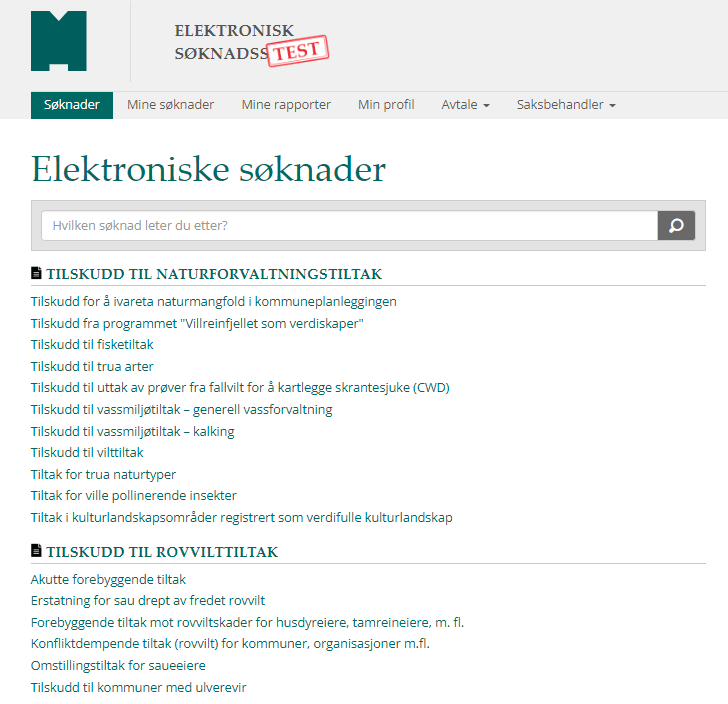 ELEKTRONISK
SØKNADSS
TEST
Søknader Mine søknader Mine rapporter Min profil Avtale Saksbehandler
Elektroniske søknader
Hvilken søknad leter du etter?
TILSKUDD TIL NATURFORVALTNINGSTILTAK
Tilskudd for å ivareta naturmangfold i kommuneplanleggingen
Tilskudd fra programmet "Villreinfjellet som verdiskaper"
Tilskudd til fisketiltak
Tilskudd til trua arter
Tilskudd til uttak av prøver fra fallvilt for å kartlegge skrantesjuke (CWD)
Tilskudd til vassmiljøtiltak – generell vassforvaltning
Tilskudd til vassmiljøtiltak – kalking
Tilskudd til vilttiltak
Tiltak for trua naturtyper
Tiltak for ville pollinerende insekter
Tiltak i kulturlandskapsområder registrert som verdifulle kulturlandskap
TILSKUDD TIL ROVVILTTILTAK
Akutte forebyggende tiltak
Erstatning for sau drept av fredet rovvilt
Forebyggende tiltak mot rovviltskader for husdyreiere, tamreineiere, m. fl.
Konfliktdempende tiltak (rovvilt) for kommuner, organisasjoner m.fl.
Omstillingstiltak for saueeiere
Tilskudd til kommuner med ulverevir